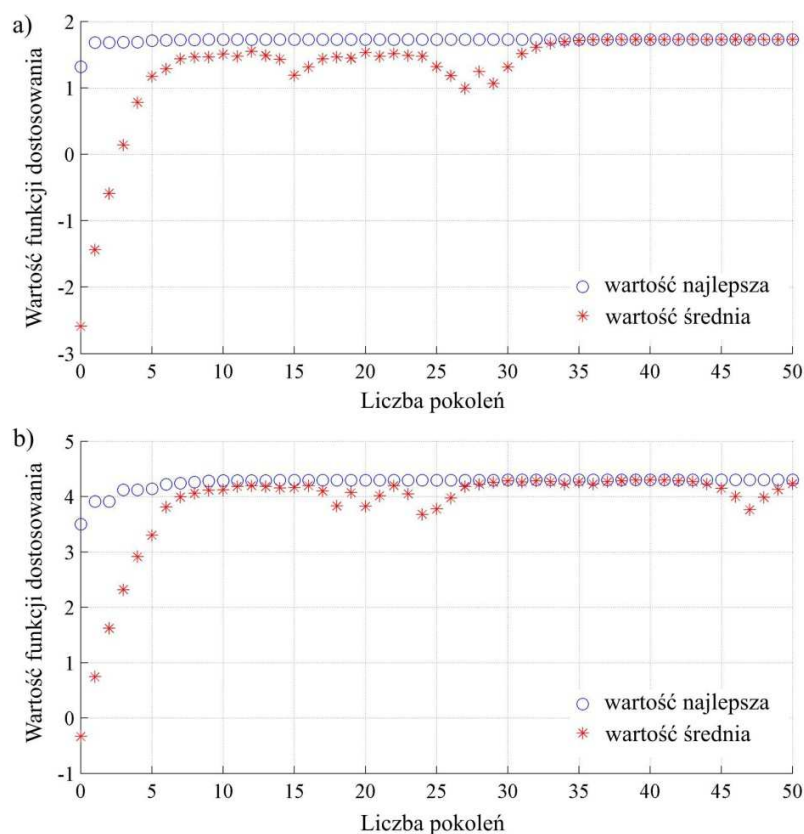 a)
2
1
0
-1
-2
-3
Wartość funkcji dostosowania
wartość najlepsza
wartość średnia
0 5 10 15 20 25 30 35 40 45 50
Liczba pokoleń
b)
5
4
3
2
1
0
-1
Wartość funkcji dostosowania
wartość najlepsza
wartość średnia
0 5 10 15 20 25 30 35 40 45 50
Liczba pokoleń